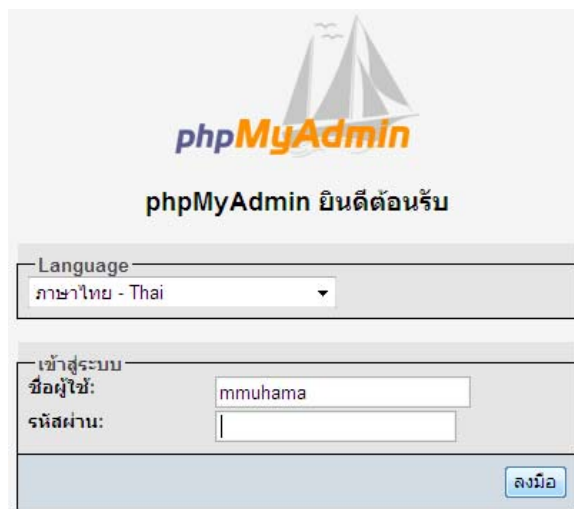 phpMyAdmin
phpMyAdmin ยินดีต้อนรับ
Language
ภาษาไทย - Thai
เข้าสู่ระบบ
ชื่อผู้ใช้:
mmuhama
รหัสผ่าน:
ลงมือ